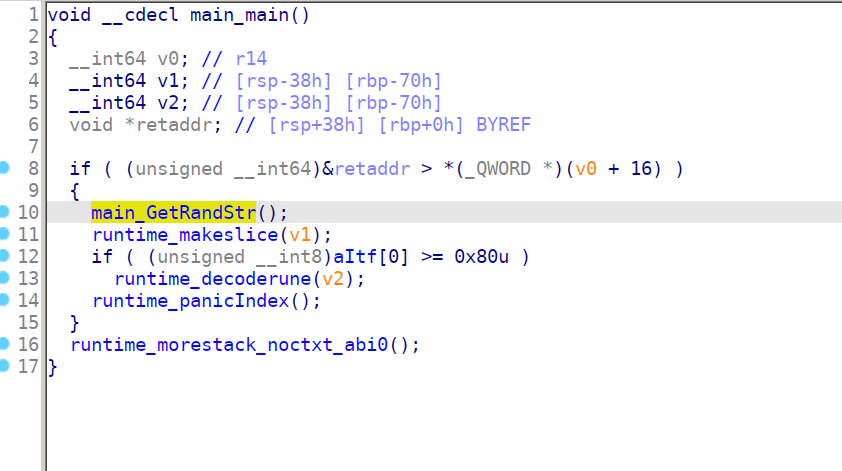 1 void __cdecl main_main()
2 {
3   __int64 v0; // r14
4   __int64 v1; // [rsp-38h] [rbp-70h]
5   __int64 v2; // [rsp-38h] [rbp-70h]
6   void *retaddr; // [rsp+38h] [rbp+0h] BYREF
7
8   if ( (unsigned __int64)&retaddr > *(_QWORD *)(v0 + 16) )
9   {
10     main_GetRandStr();
11     runtime_makeslice(v1);
12     if ( (unsigned __int8)aItf[0] >= 0x80u )
13       runtime_decoderune(v2);
14     runtime_panicIndex();
15   }
16   runtime_morestack_noctxt_abi0();
17 }